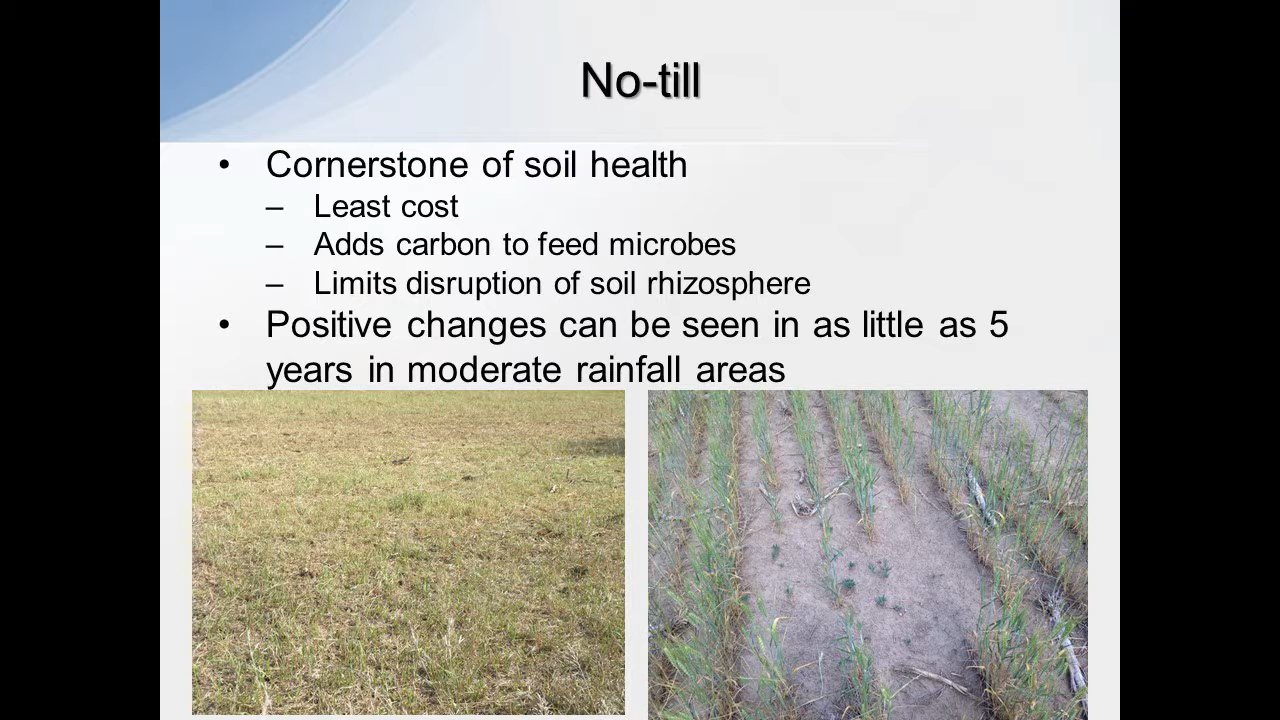 No-till
• Cornerstone of soil health
– Least cost
– Adds carbon to feed microbes
– Limits disruption of soil rhizosphere
• Positive changes can be seen in as little as 5
years in moderate rainfall areas